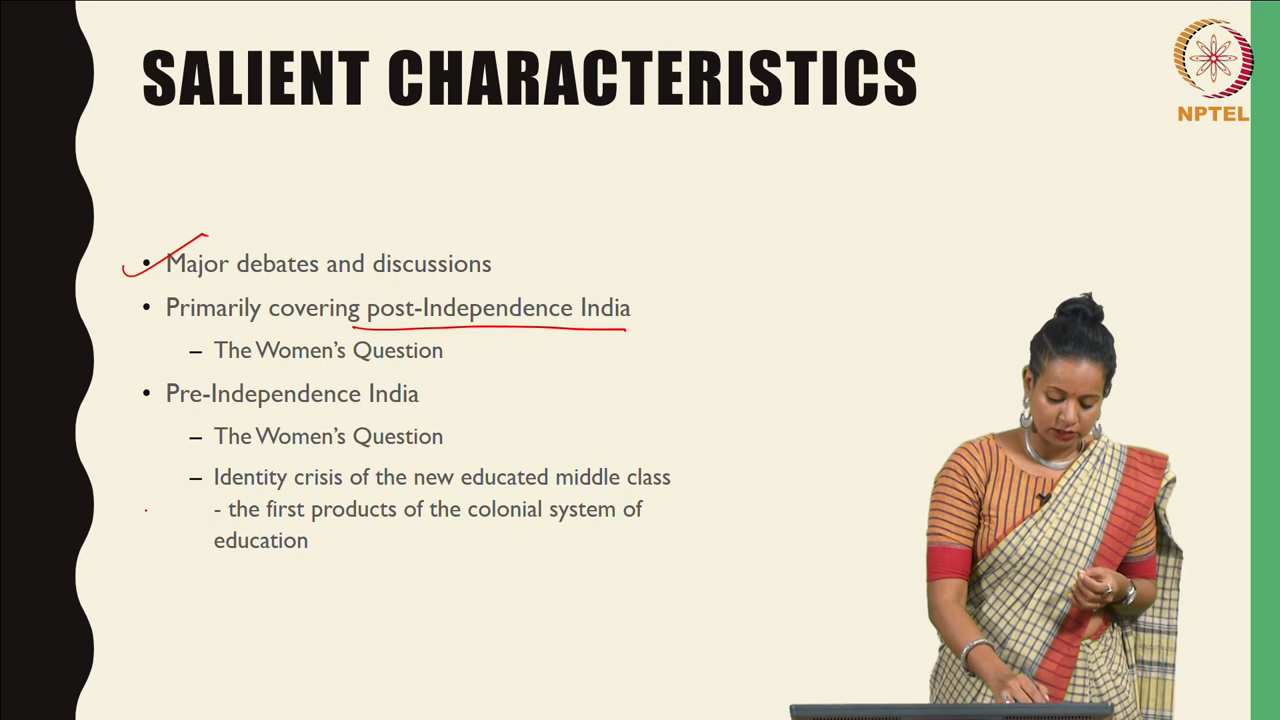 SALIENT CHARACTERISTICS
NPTEL
• Major debates and discussions
• Primarily covering post-Independence India
– The Women's Question
• Pre-Independence India
– The Women's Question
– Identity crisis of the new educated middle class
- the first products of the colonial system of
education